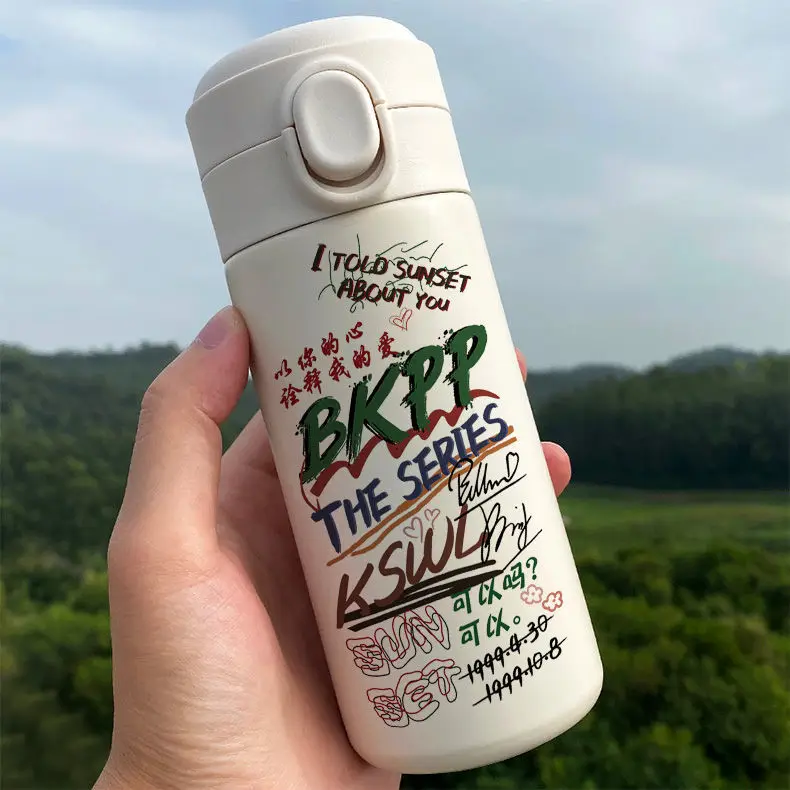 I TOLD SUNSET
ABOUT YOU
以你的心
诠释我的爱
BKPP
THE SERIES
Billkin
KSWL
可以吗?
可以。
SUN
SET
1999.4.30
1999.10.8